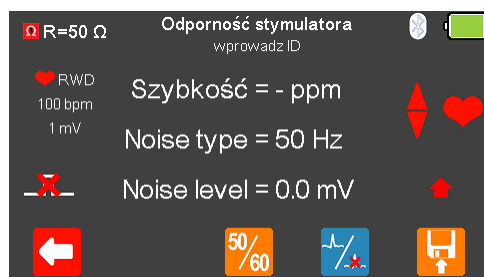 Ω R=50 Ω
Odporność stymulatora
wprowadz ID
RWD
100 bpm
1 mV
Szybkość = - ppm
Noise type = 50 Hz
Noise level = 0.0 mV
50/60